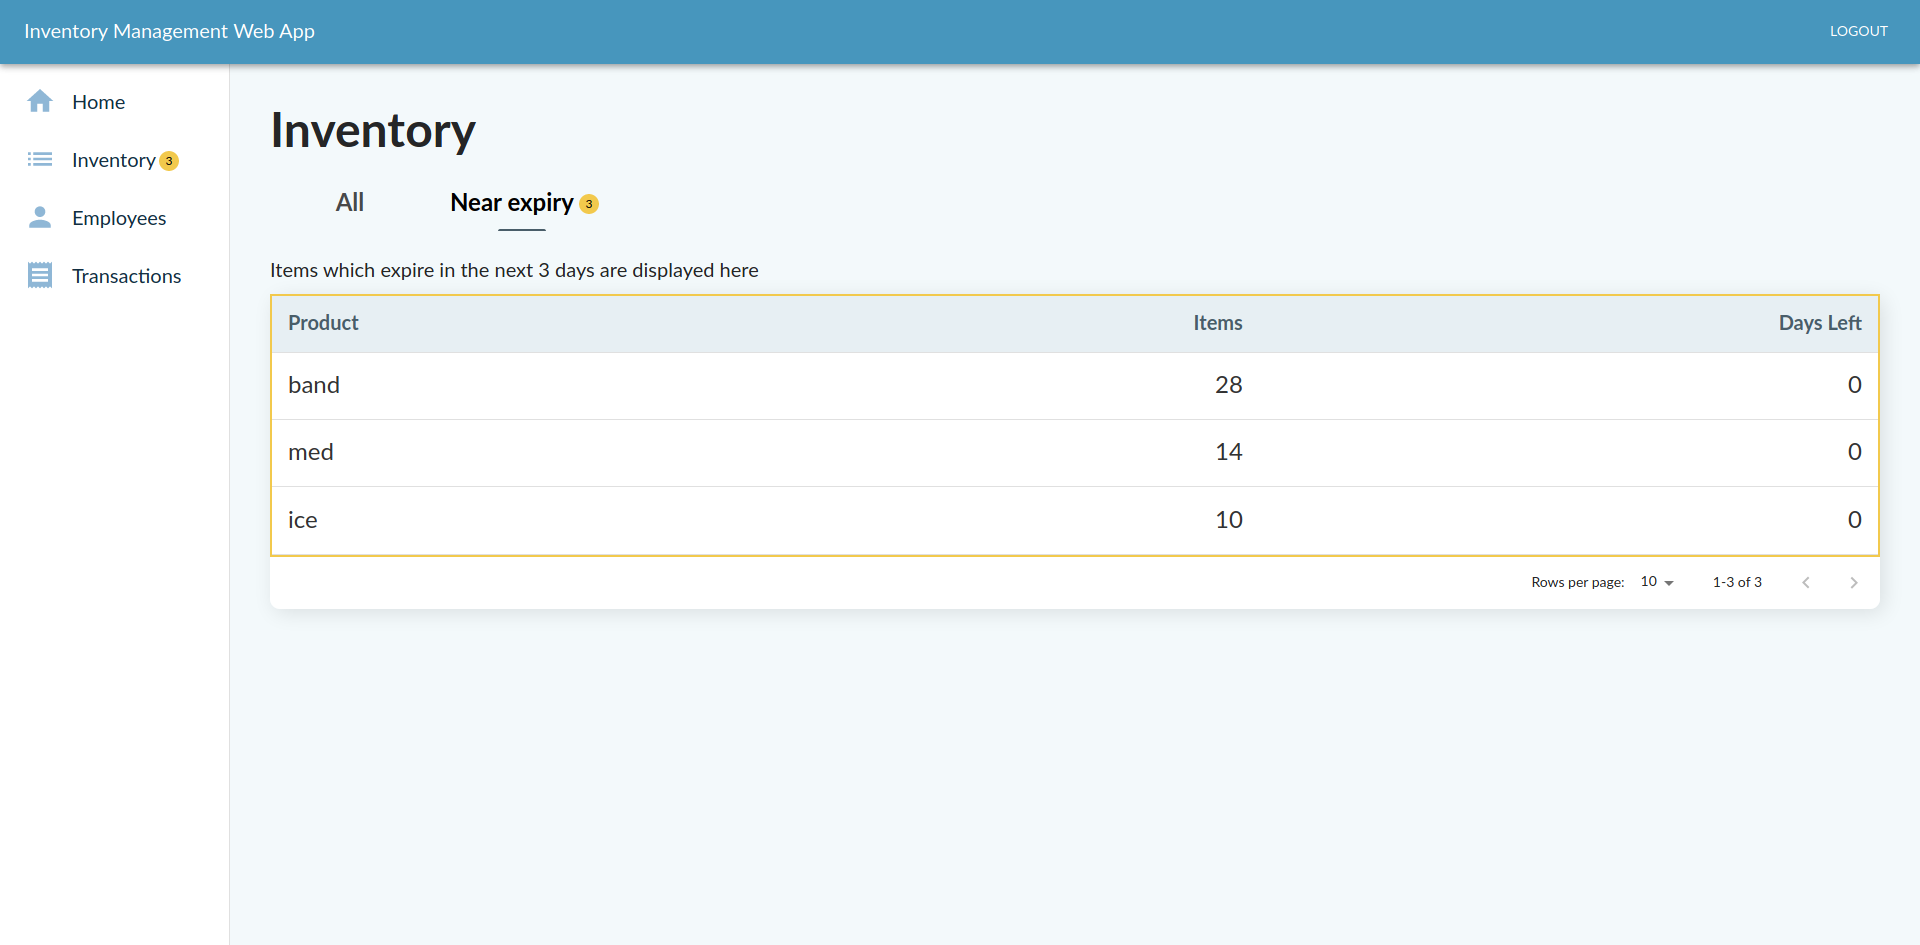 Inventory Management Web App
LOGOUT
Home
Inventory 3
Employees
Transactions
Inventory
All
Near expiry 3
Items which expire in the next 3 days are displayed here
Product Items Days Left
band 28 0
med 14 0
ice 10 0
Rows per page: 10 1-3 of 3